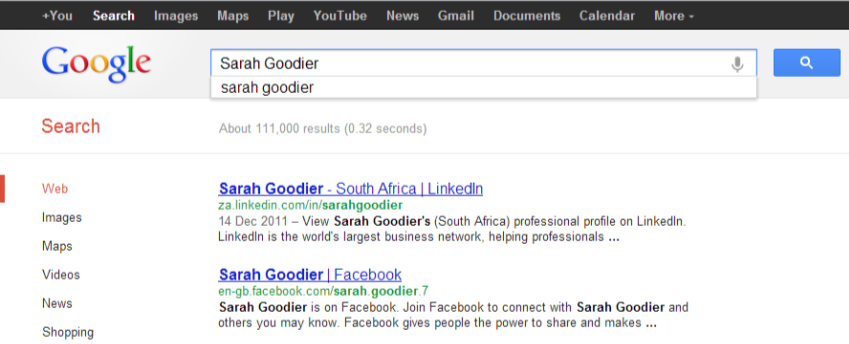 +You Search Images Maps Play YouTube News Gmail Documents Calendar More
Google
Sarah Goodier
sarah goodier
Search
About 111,000 results (0.32 seconds)
Web
Images
Maps
Videos
News
Shopping
Sarah Goodier - South Africa | LinkedIn
za.linkedin.com/in/sarahgoodier
14 Dec 2011 – View Sarah Goodier's (South Africa) professional profile on LinkedIn.
LinkedIn is the world's largest business network, helping professionals ...
Sarah Goodier | Facebook
en-gb.facebook.com/sarah.goodier.7
Sarah Goodier is on Facebook. Join Facebook to connect with Sarah Goodier and
others you may know. Facebook gives people the power to share and makes ...